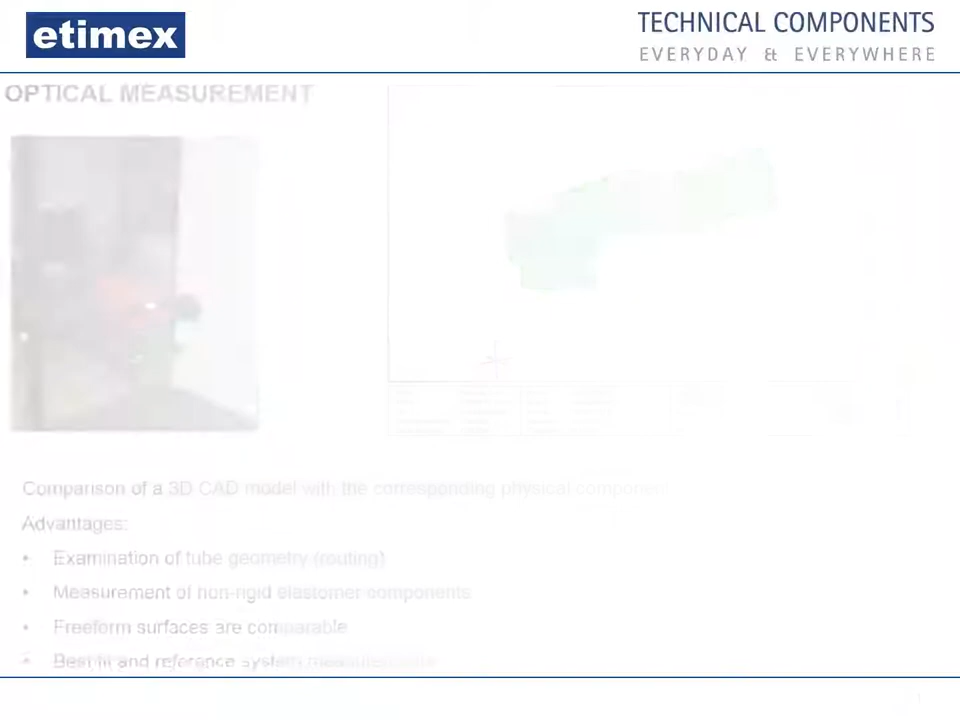 etimex
TECHNICAL COMPONENTS
EVERYDAY & EVERYWHERE
OPTICAL MEASUREMENT
Comparison of a 3D CAD model with the corresponding physical component
Advantages:
• Examination of tube geometry (routing)
• Measurement of non-rigid elastomer components
• Freeform surfaces are comparable
• Best fit and reference system